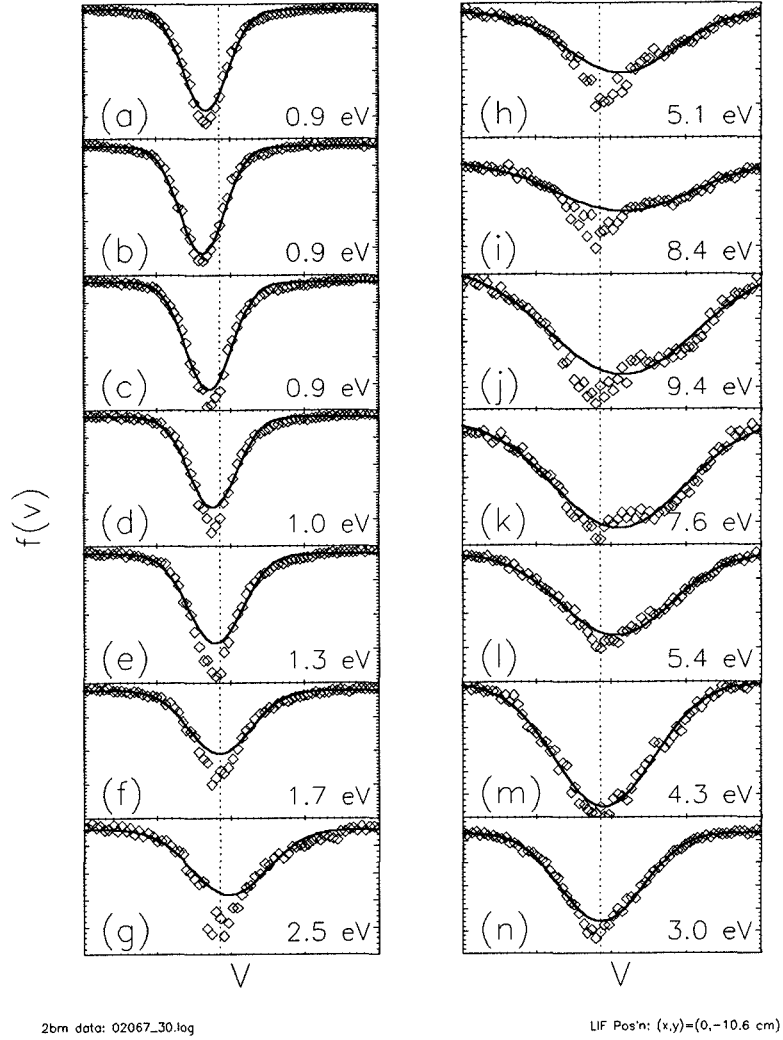 (a) 0.9 eV
(b) 0.9 eV
(c) 0.9 eV
(d) 1.0 eV
(e) 1.3 eV
(f) 1.7 eV
(g) 2.5 eV
V
f(v)
(h) 5.1 eV
(i) 8.4 eV
(j) 9.4 eV
(k) 7.6 eV
(l) 5.4 eV
(m) 4.3 eV
(n) 3.0 eV
V
2bm data: 02067_30.log
LIF Pos'n: (x,y)=(0,-10.6 cm)